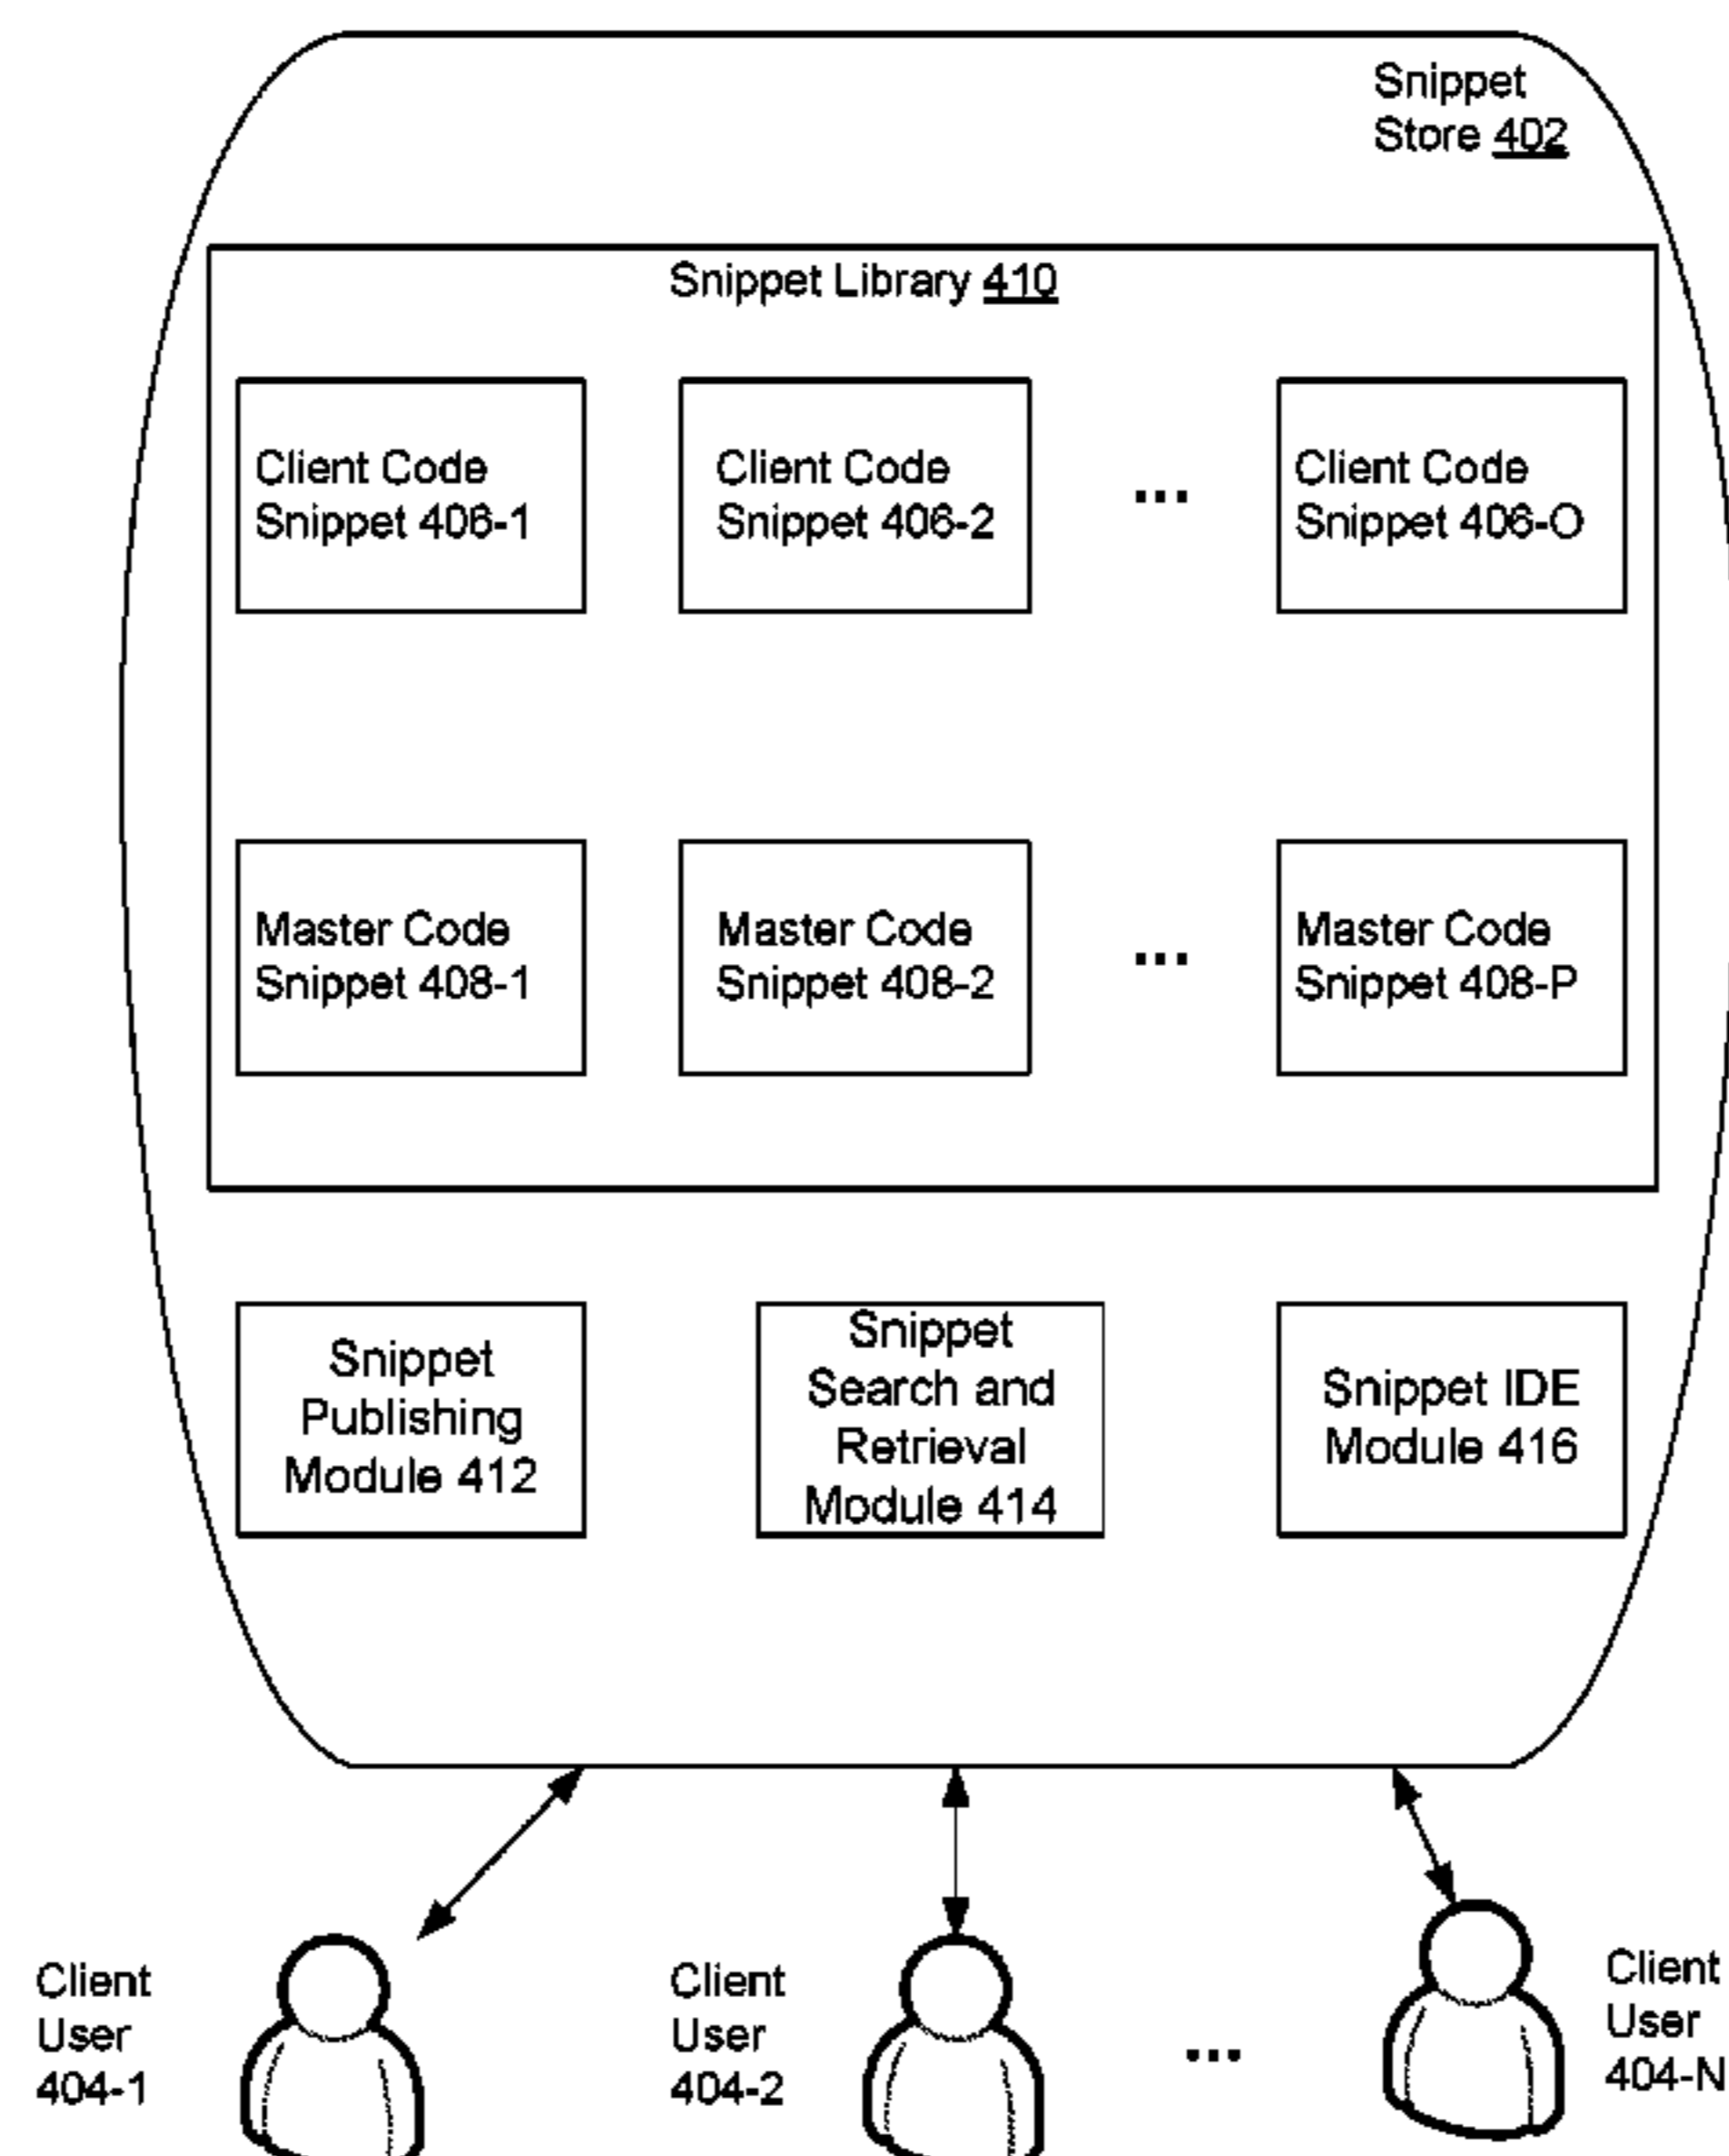 Snippet
Store 402
Snippet Library 410
Client Code
Snippet 406-1
Client Code
Snippet 406-2
...
Client Code
Snippet 406-O
Master Code
Snippet 408-1
Master Code
Snippet 408-2
...
Master Code
Snippet 408-P
Snippet
Publishing
Module 412
Snippet
Search and
Retrieval
Module 414
Snippet IDE
Module 416
Client
User
404-1
Client
User
404-2
...
Client
User
404-N